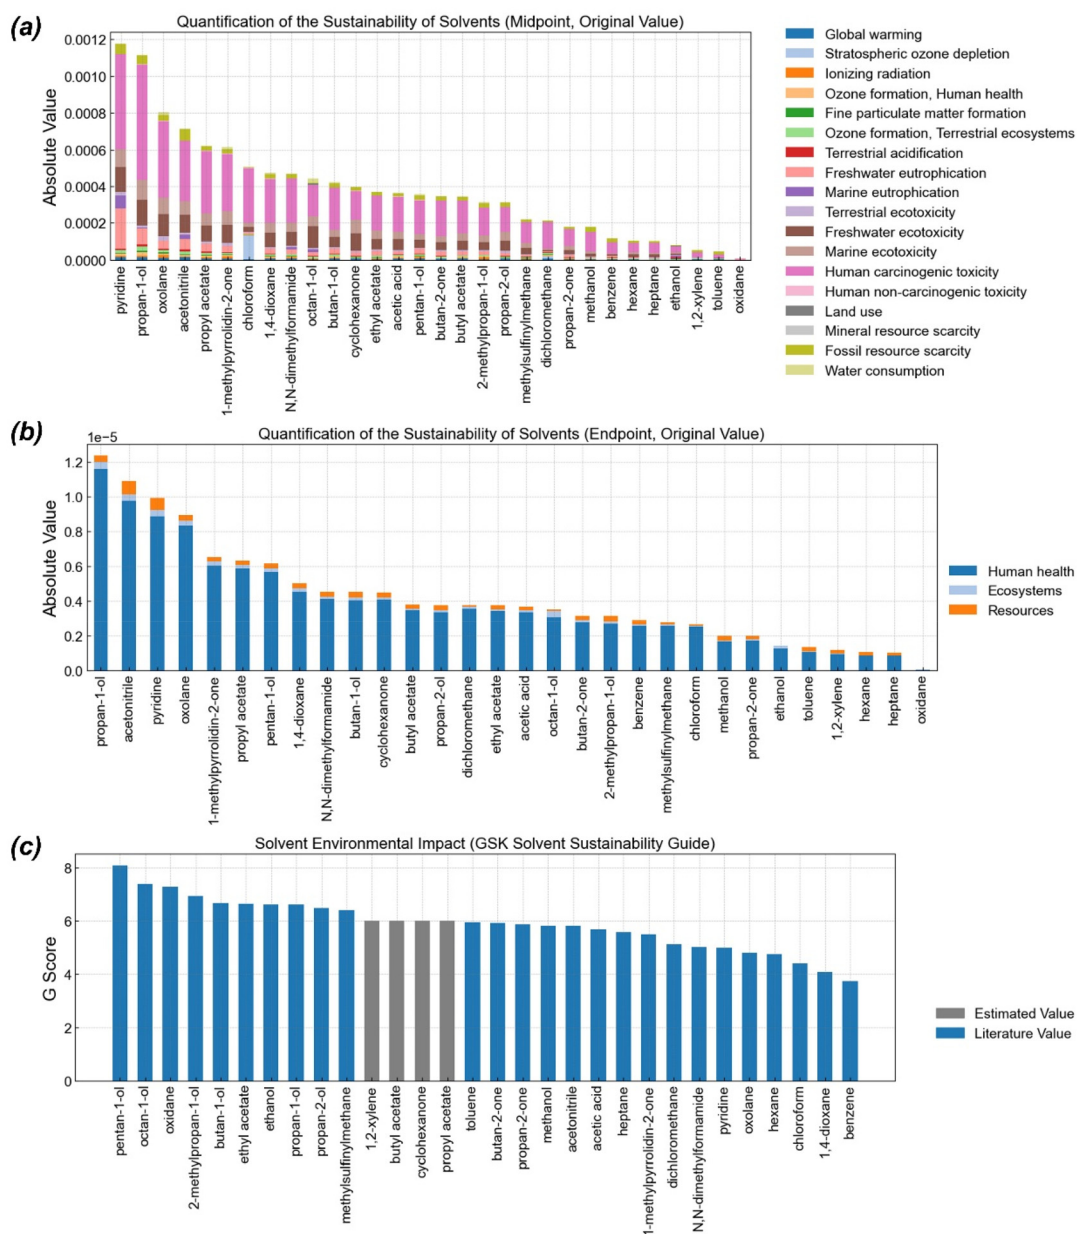 (a)
Quantification of the Sustainability of Solvents (Midpoint, Original Value)
Absolute Value
0.0012
0.0010
0.0008
0.0006
0.0004
0.0002
0.0000
pyridine
propan-1-ol
oxolane
acetonitrile
propyl acetate
1-methylpyrrolidin-2-one
chloroform
1,4-dioxane
N,N-dimethylformamide
octan-1-ol
butan-1-ol
cyclohexanone
ethyl acetate
acetic acid
pentan-1-ol
butan-2-one
butyl acetate
2-methylpropan-1-ol
propan-2-ol
methylsulfinylmethane
dichloromethane
propan-2-one
methanol
benzene
hexane
heptane
ethanol
1,2-xylene
toluene
oxidane
Global warming
Stratospheric ozone depletion
Ionizing radiation
Ozone formation, Human health
Fine particulate matter formation
Ozone formation, Terrestrial ecosystems
Terrestrial acidification
Freshwater eutrophication
Marine eutrophication
Terrestrial ecotoxicity
Freshwater ecotoxicity
Marine ecotoxicity
Human carcinogenic toxicity
Human non-carcinogenic toxicity
Land use
Mineral resource scarcity
Fossil resource scarcity
Water consumption
(b)
1e-5
Quantification of the Sustainability of Solvents (Endpoint, Original Value)
Absolute Value
1.2
1.0
0.8
0.6
0.4
0.2
0.0
propan-1-ol
acetonitrile
pyridine
oxolane
1-methylpyrrolidin-2-one
propyl acetate
pentan-1-ol
1,4-dioxane
N,N-dimethylformamide
butan-1-ol
cyclohexanone
butyl acetate
propan-2-ol
dichloromethane
ethyl acetate
acetic acid
octan-1-ol
butan-2-one
2-methylpropan-1-ol
benzene
methylsulfinylmethane
chloroform
methanol
propan-2-one
ethanol
toluene
1,2-xylene
hexane
heptane
oxidane
Human health
Ecosystems
Resources
(c)
Solvent Environmental Impact (GSK Solvent Sustainability Guide)
G Score
8
6
4
2
0
pentan-1-ol
octan-1-ol
oxidane
2-methylpropan-1-ol
butan-1-ol
ethyl acetate
ethanol
propan-1-ol
propan-2-ol
methylsulfinylmethane
1,2-xylene
butyl acetate
cyclohexanone
propyl acetate
toluene
butan-2-one
propan-2-one
methanol
acetonitrile
acetic acid
heptane
1-methylpyrrolidin-2-one
dichloromethane
N,N-dimethylformamide
pyridine
oxolane
hexane
chloroform
1,4-dioxane
benzene
Estimated Value
Literature Value